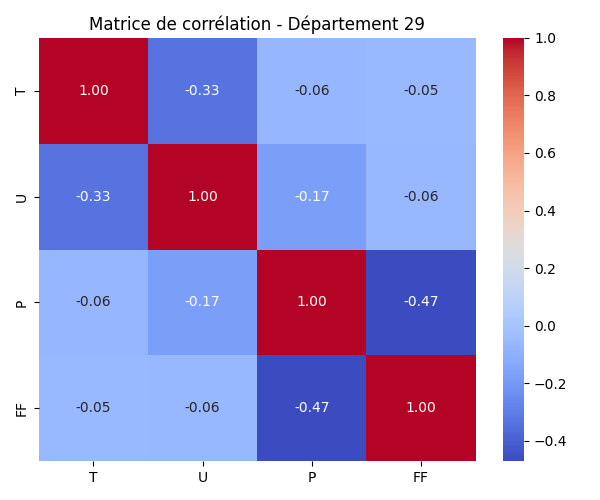 Matrice de corrélation - Département 29
T 1.00 -0.33 -0.06 -0.05
U -0.33 1.00 -0.17 -0.06
P -0.06 -0.17 1.00 -0.47
FF -0.05 -0.06 -0.47 1.00
T U P FF
1.0
0.8
0.6
0.4
0.2
0.0
−0.2
−0.4